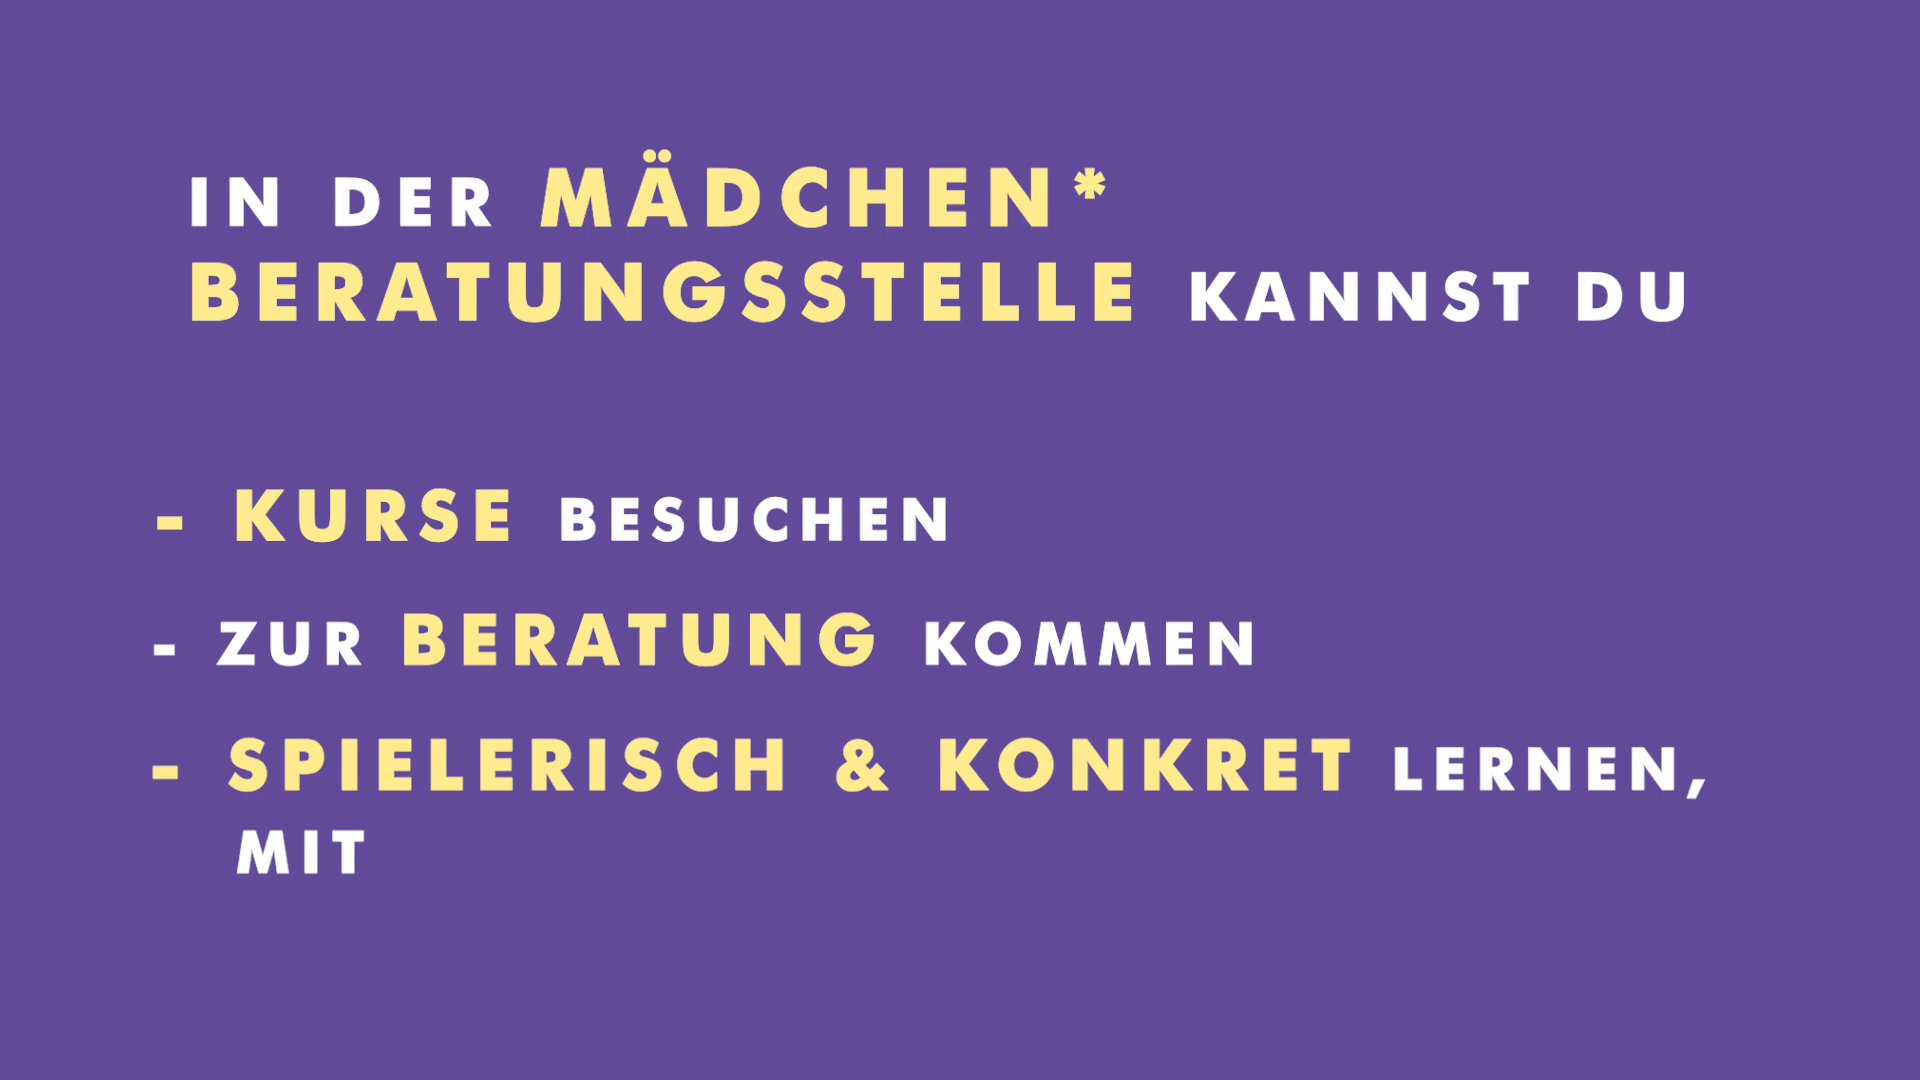 IN DER MÄDCHEN*
BERATUNGSSTELLE KANNST DU
- KURSE BESUCHEN
- ZUR BERATUNG KOMMEN
- SPIELERISCH & KONKRET LERNEN,
MIT